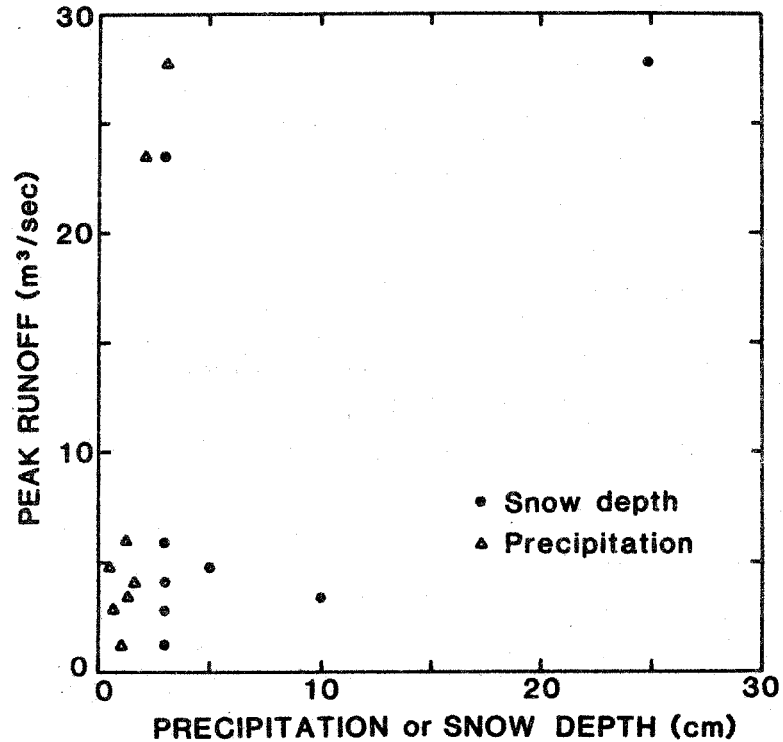 30
20
10
0
PEAK RUNOFF (m³/sec)
Snow depth
Precipitation
0 10 20 30
PRECIPITATION or SNOW DEPTH (cm)